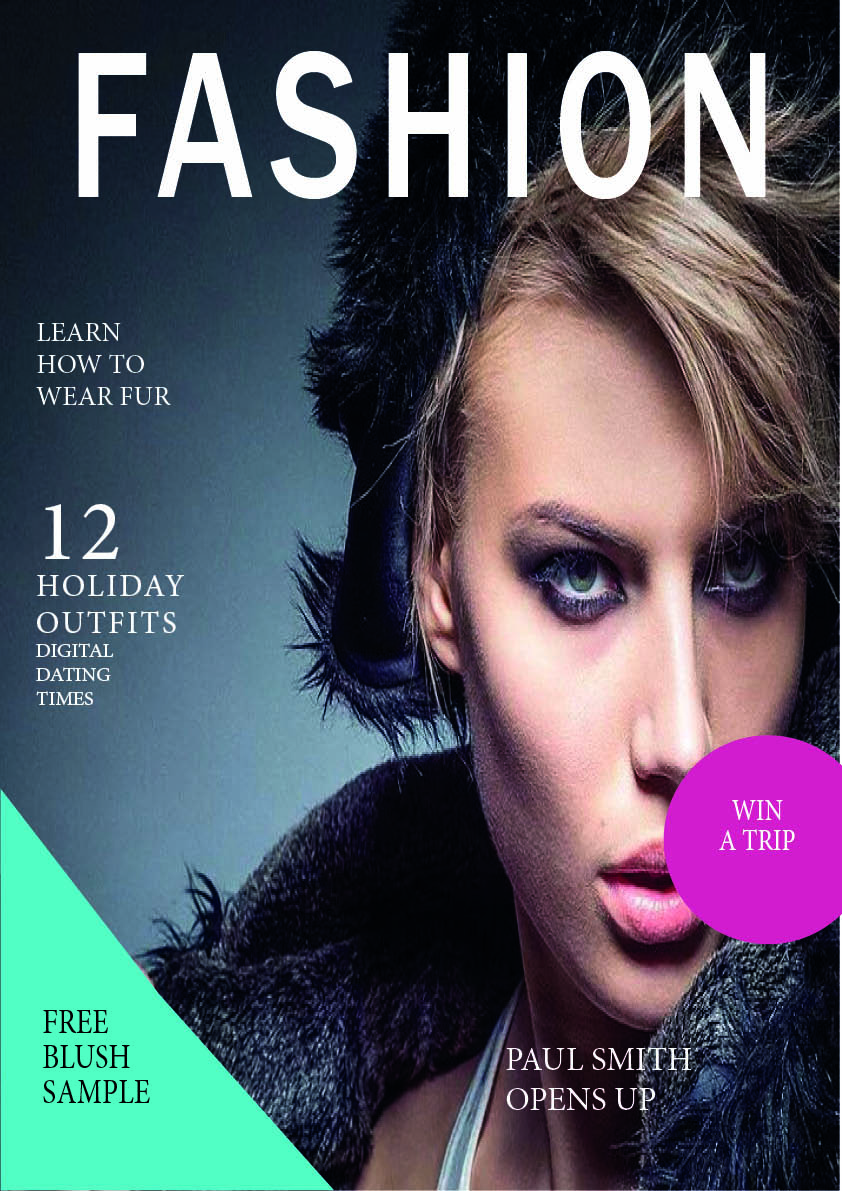 FASHION
LEARN
HOW TO
WEAR FUR
12
HOLIDAY
OUTFITS
DIGITAL
DATING
TIMES
WIN
A TRIP
FREE
BLUSH
SAMPLE
PAUL SMITH
OPENS UP